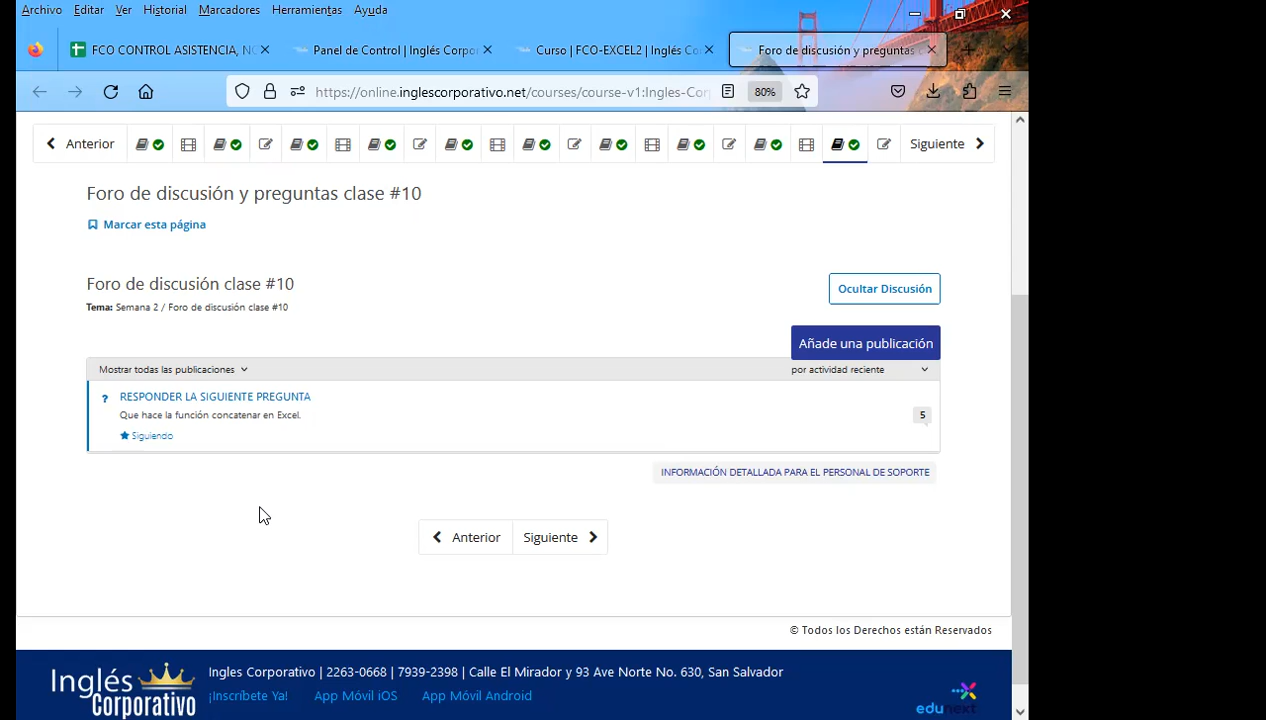 Archivo Editar Ver Historial Marcadores Herramientas Ayuda
FCO CONTROL ASISTENCIA, NO Panel de Control | Inglés Corpor Curso | FCO-EXCEL2 | Inglés Co Foro de discusión y preguntas c
https://online.inglescorporativo.net/courses/course-v1:Ingles-Cor 80%
Anterior Siguiente
Foro de discusión y preguntas clase #10
Marcar esta página
Foro de discusión clase #10
Ocultar Discusión
Tema: Semana 2 / Foro de discusión clase #10
Añade una publicación
Mostrar todas las publicaciones por actividad reciente
? RESPONDER LA SIGUIENTE PREGUNTA
Que hace la función concatenar en Excel.
5
Siguiendo
INFORMACIÓN DETALLADA PARA EL PERSONAL DE SOPORTE
Anterior Siguiente
© Todos los Derechos están Reservados
Inglés Corporativo
Ingles Corporativo | 2263-0668 | 7939-2398 | Calle El Mirador y 93 Ave Norte No. 630, San Salvador
¡Inscríbete Ya! App Móvil iOS App Móvil Android
edunext